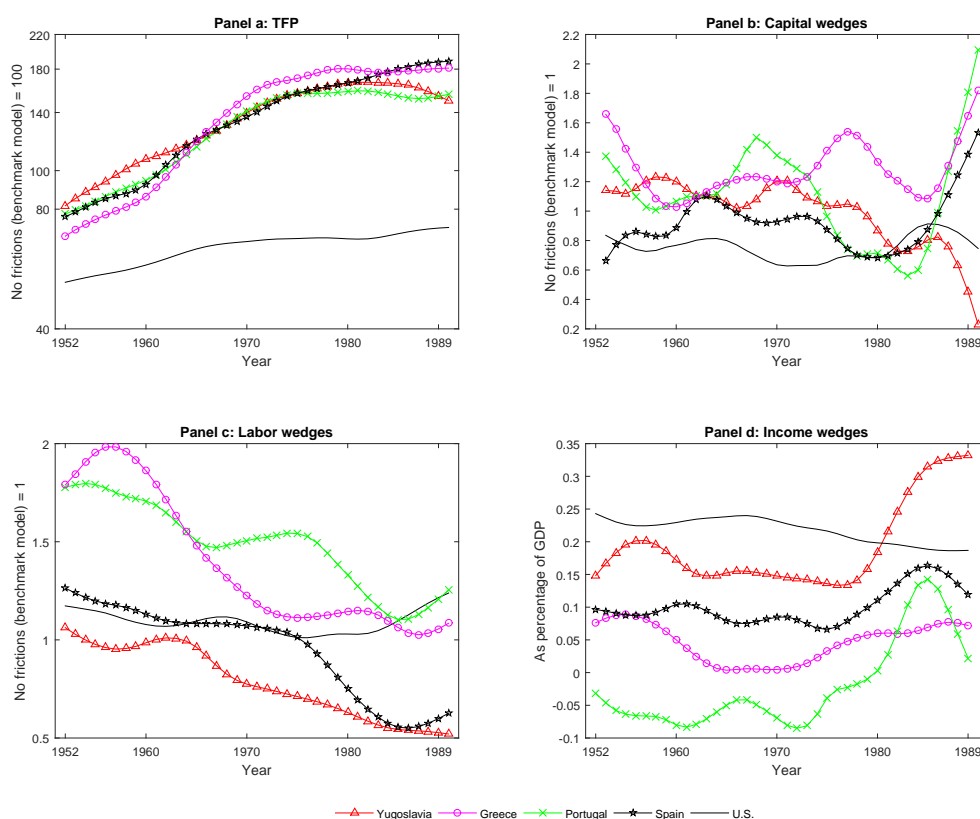 Panel a: TFP
No frictions (benchmark model) = 100
220
180
140
100
80
40
1952 1960 1970 1980 1989
Year
Panel b: Capital wedges
No frictions (benchmark model) = 1
2.2
2
1.8
1.6
1.4
1.2
1
0.8
0.6
0.4
0.2
1952 1960 1970 1980 1989
Year
Panel c: Labor wedges
No frictions (benchmark model) = 1
2
1.5
1
0.5
1952 1960 1970 1980 1989
Year
Panel d: Income wedges
As percentage of GDP
0.35
0.3
0.25
0.2
0.15
0.1
0.05
0
-0.05
-0.1
1952 1960 1970 1980 1989
Year
Yugoslavia Greece Portugal Spain U.S.